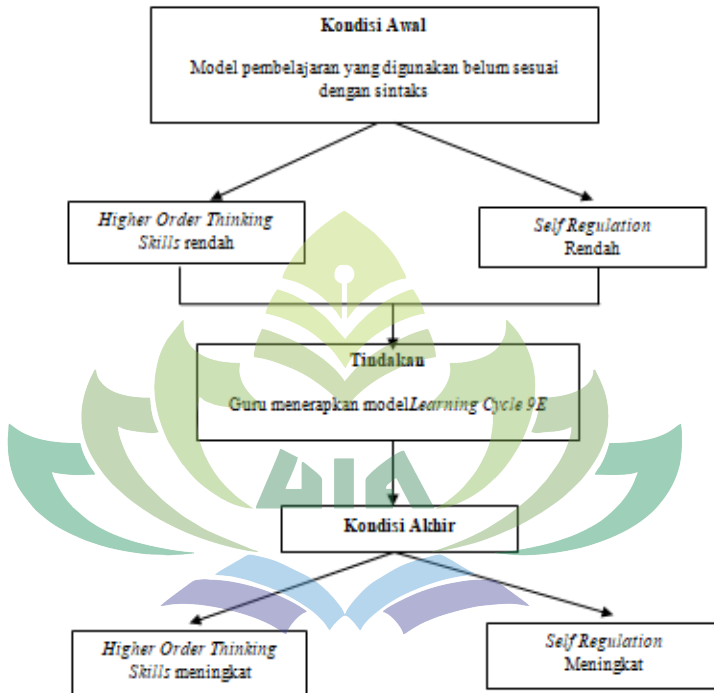 Kondisi Awal
Model pembelajaran yang digunakan belum sesuai
dengan sintaks
Higher Order Thinking
Skills rendah
Self Regulation
Rendah
Tindakan
Guru menerapkan modelLearning Cycle 9E
UIN
Kondisi Akhir
Higher Order Thinking
Skills meningkat
Self Regulation
Meningkat